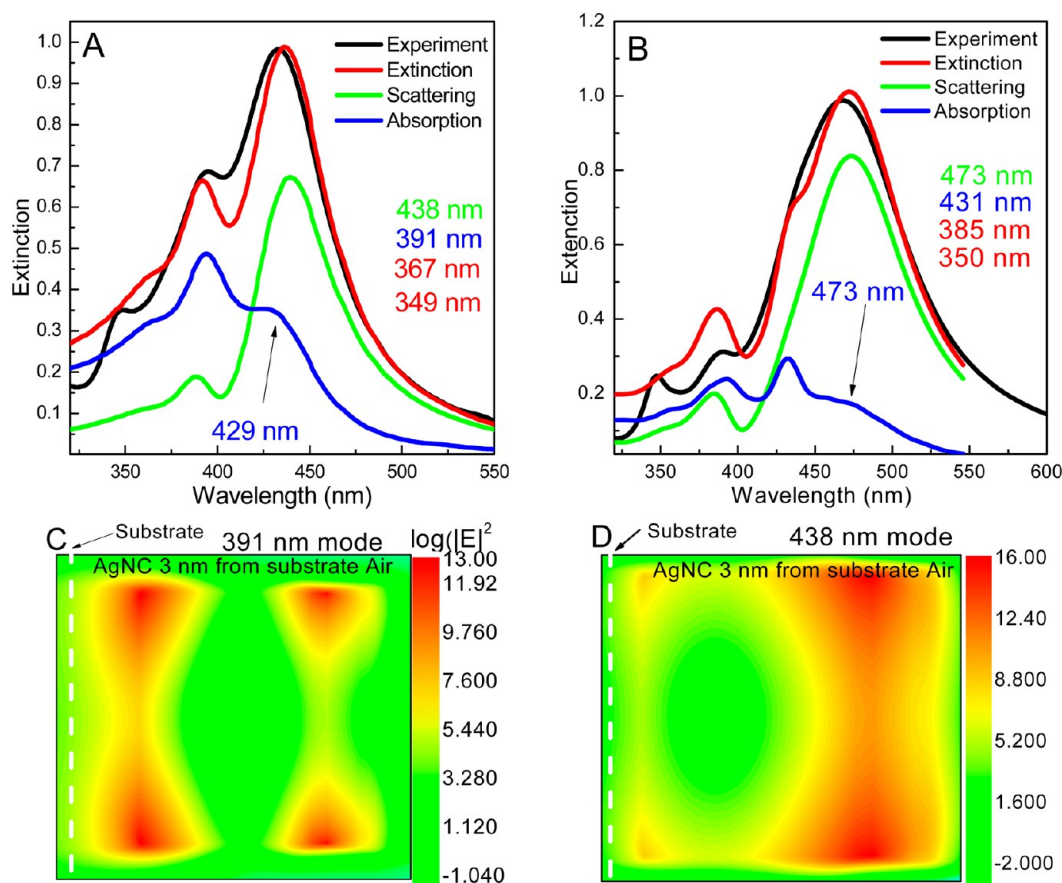 A
Experiment
Extinction
Scattering
Absorption
438 nm
391 nm
367 nm
349 nm
429 nm
Extinction
1.0
0.9
0.8
0.7
0.6
0.5
0.4
0.3
0.2
0.1
350 400 450 500 550
Wavelength (nm)
B
Experiment
Extinction
Scattering
Absorption
473 nm
431 nm
385 nm
350 nm
473 nm
Extenction
1.2
1.0
0.8
0.6
0.4
0.2
350 400 450 500 550 600
Wavelength (nm)
C
Substrate
391 nm mode
log(|E|²
AgNC 3 nm from substrate Air
13.00
11.92
9.760
7.600
5.440
3.280
1.120
-1.040
D
Substrate
438 nm mode
AgNC 3 nm from substrate Air
16.00
12.40
8.800
5.200
1.600
-2.000